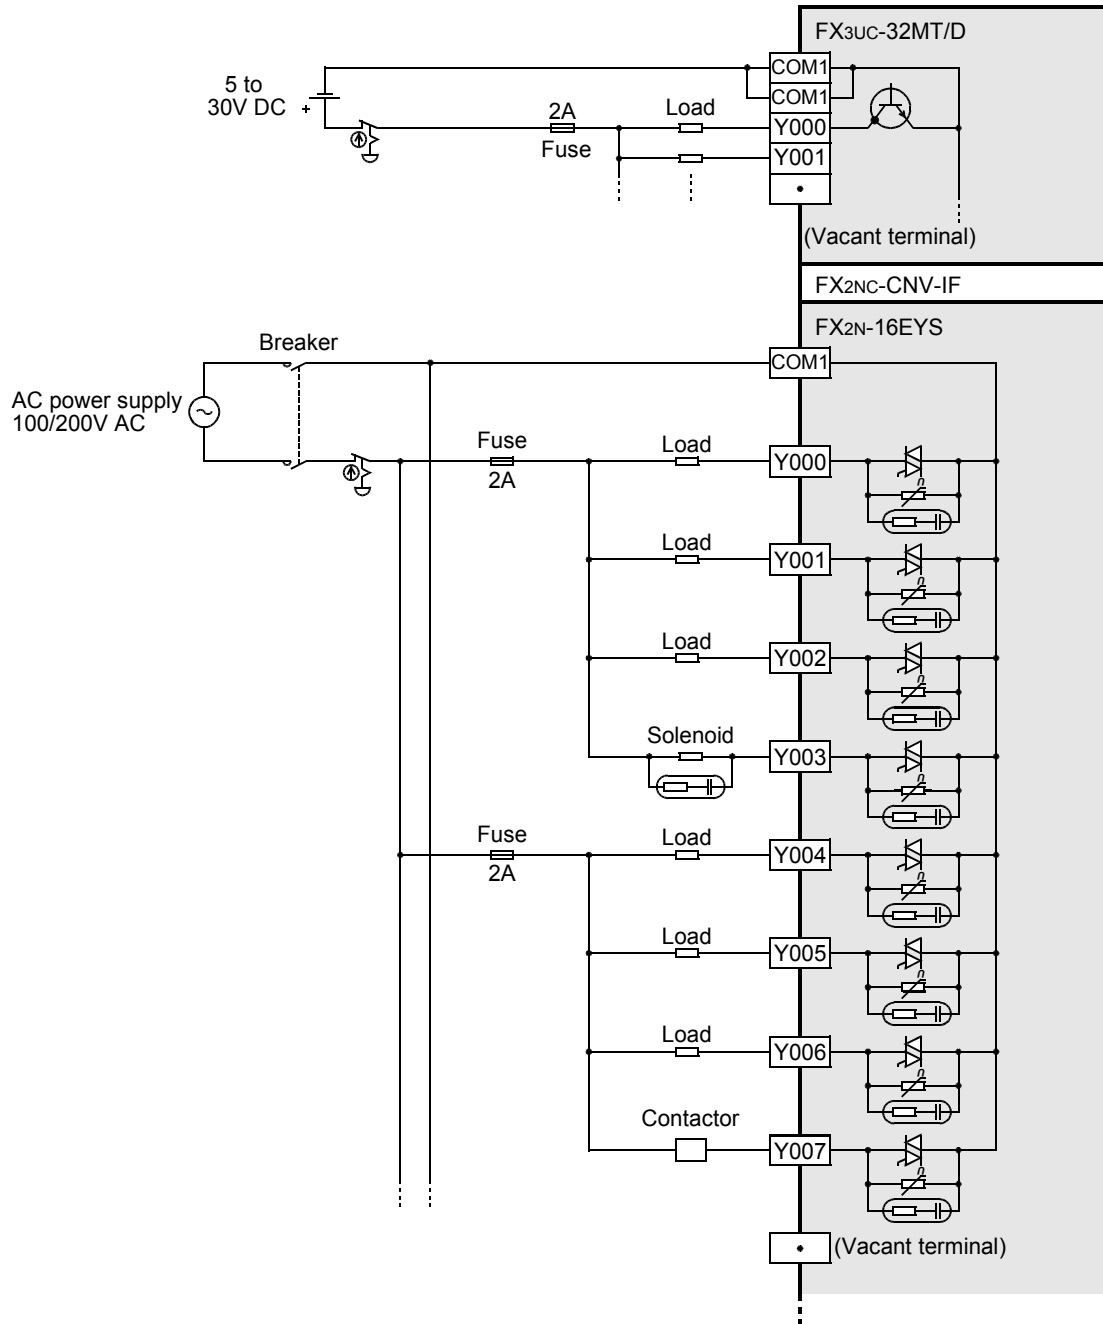 FX3UC-32MT/D
COM1
5 to
30V DC
+
COM1
2A
Load
Y000
Fuse
Y001
(Vacant terminal)
FX2NC-CNV-IF
FX2N-16EYS
Breaker
COM1
AC power supply
100/200V AC
Fuse
2A
Load
Y000
n
Load
Y001
n
Load
Y002
n
Solenoid
Y003
n
Fuse
2A
Load
Y004
n
Load
Y005
n
Load
Y006
n
Contactor
Y007
n
(Vacant terminal)